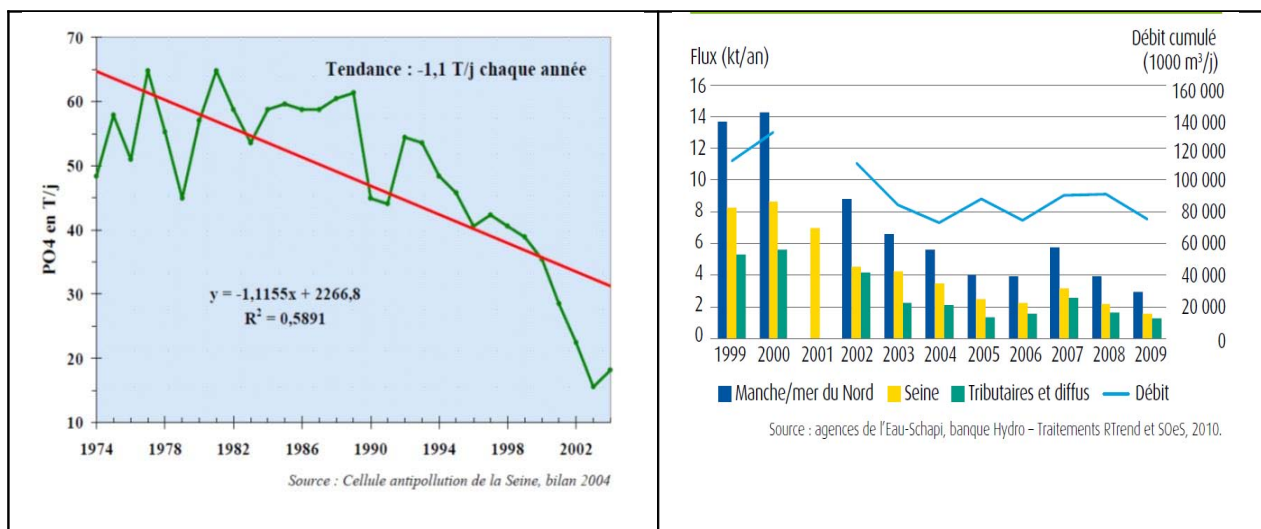 70
60
50
40
30
20
10
PO4 en T/j
Tendance : -1,1 T/j chaque année
y = -1,1155x + 2266,8
R² = 0,5891
1974 1978 1982 1986 1990 1994 1998 2002
Source : Cellule antipollution de la Seine, bilan 2004
Flux (kt/an)
Débit cumulé
(1000 m³/j)
16
14
12
10
8
6
4
2
0
160 000
140 000
120 000
100 000
80 000
60 000
40 000
20 000
0
1999 2000 2001 2002 2003 2004 2005 2006 2007 2008 2009
Manche/mer du Nord Seine Tributaires et diffus Débit
Source : agences de l'Eau-Schapi, banque Hydro – Traitements RTrend et SOeS, 2010.